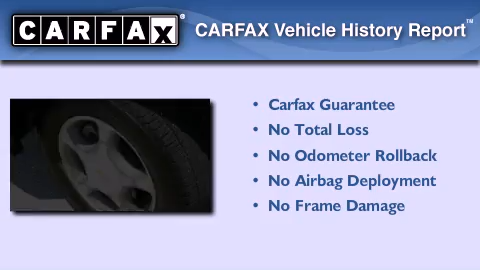 CARFAX® CARFAX Vehicle History Report™
• Carfax Guarantee
• No Total Loss
• No Odometer Rollback
• No Airbag Deployment
• No Frame Damage